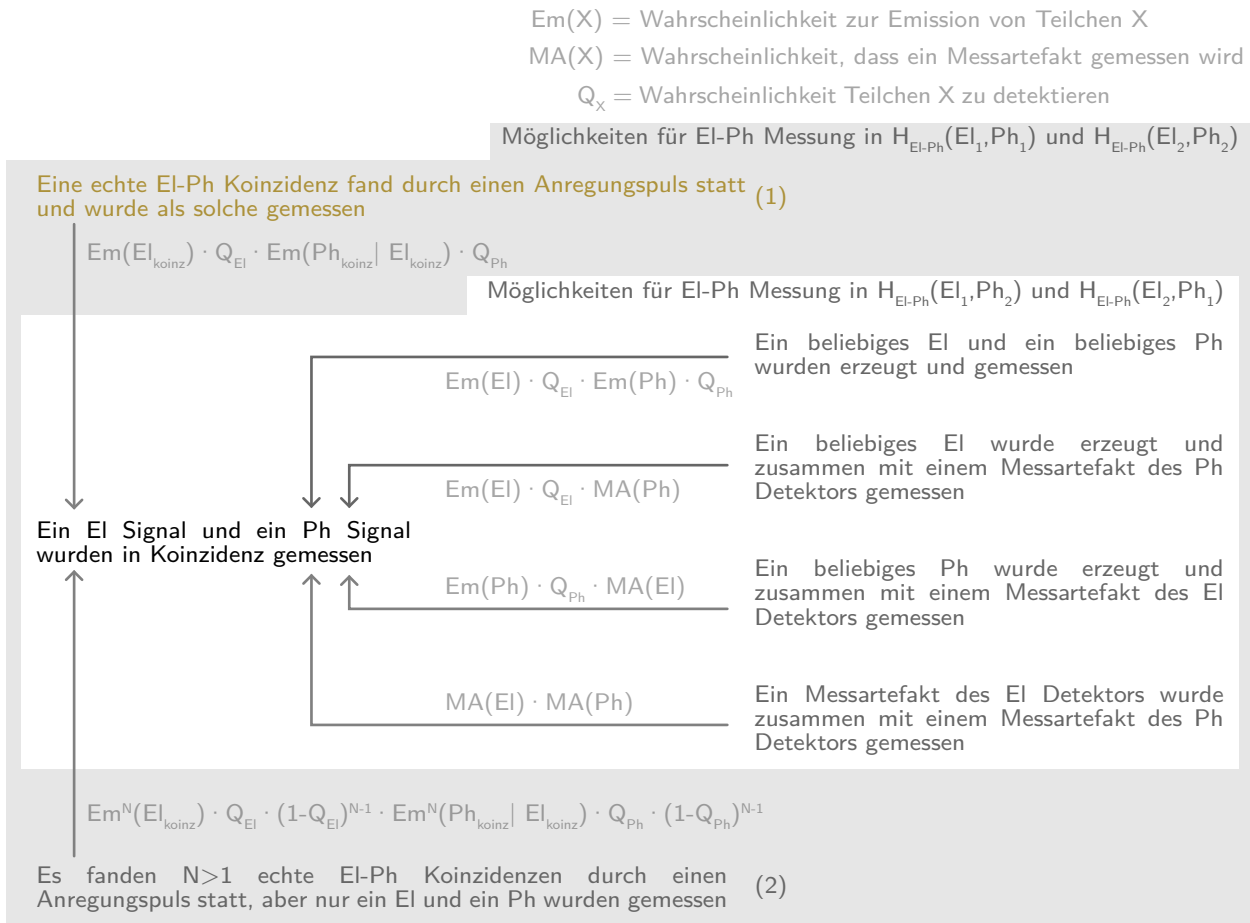 Em(X) = Wahrscheinlichkeit zur Emission von Teilchen X
MA(X) = Wahrscheinlichkeit, dass ein Messartefakt gemessen wird
Q_X = Wahrscheinlichkeit Teilchen X zu detektieren
Möglichkeiten für El-Ph Messung in H_El-Ph(El_1,Ph_1) und H_El-Ph(El_2,Ph_2)
Eine echte El-Ph Koinzidenz fand durch einen Anregungspuls statt (1)
und wurde als solche gemessen
Em(El_koinz) · Q_El · Em(Ph_koinz| El_koinz) · Q_Ph
Möglichkeiten für El-Ph Messung in H_El-Ph(El_1,Ph_2) und H_El-Ph(El_2,Ph_1)
Ein beliebiges El und ein beliebiges Ph
wurden erzeugt und gemessen
Em(El) · Q_El · Em(Ph) · Q_Ph
Ein beliebiges El wurde erzeugt und
zusammen mit einem Messartefakt des Ph
Detektors gemessen
Em(El) · Q_El · MA(Ph)
Ein El Signal und ein Ph Signal
wurden in Koinzidenz gemessen
Ein beliebiges Ph wurde erzeugt und
zusammen mit einem Messartefakt des El
Detektors gemessen
Em(Ph) · Q_Ph · MA(El)
Ein Messartefakt des El Detektors wurde
zusammen mit einem Messartefakt des Ph
Detektors gemessen
MA(El) · MA(Ph)
Em^N(El_koinz) · Q_El · (1-Q_El)^N-1 · Em^N(Ph_koinz| El_koinz) · Q_Ph · (1-Q_Ph)^N-1
Es fanden N>1 echte El-Ph Koinzidenzen durch einen (2)
Anregungspuls statt, aber nur ein El und ein Ph wurden gemessen